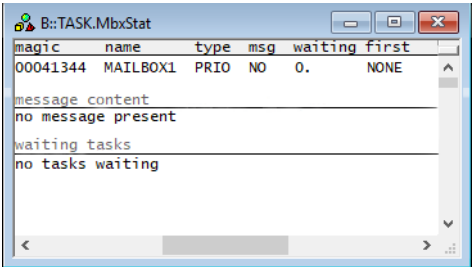 B::TASK.MbxStat
magic name type msg waiting first
00041344 MAILBOX1 PRIO NO 0. NONE
message content
no message present
waiting tasks
no tasks waiting